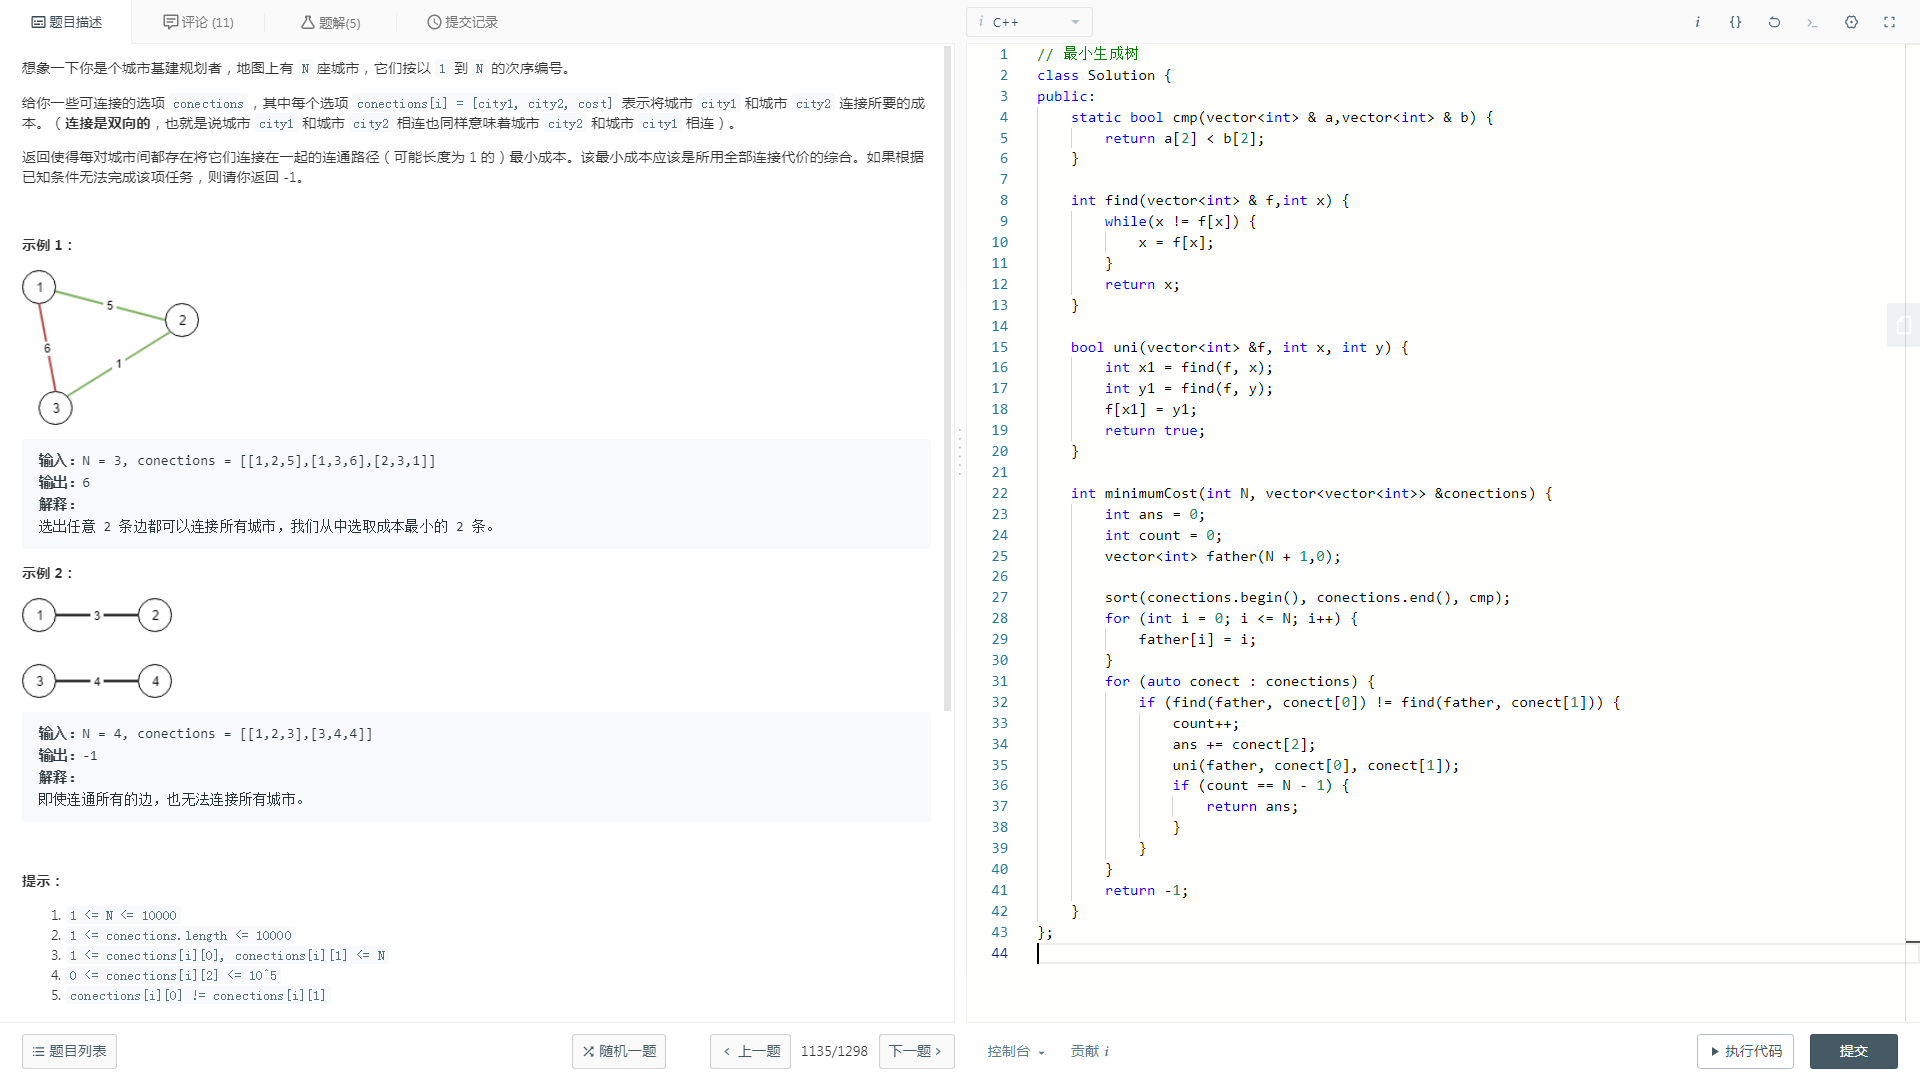 题目描述
评论 (11)
题解(5)
提交记录
想象一下你是个城市基建规划者，地图上有 N 座城市，它们按以 1 到 N 的次序编号。
给你一些可连接的选项 conections ，其中每个选项 conections[i] = [city1, city2, cost] 表示将城市 city1 和城市 city2 连接所要的成
本。（连接是双向的，也就是说城市 city1 和城市 city2 相连也同样意味着城市 city2 和城市 city1 相连）。
返回使得每对城市间都存在将它们连接在一起的连通路径（可能长度为 1 的）最小成本。该最小成本应该是所用全部连接代价的综合。如果根据
已知条件无法完成该项任务，则请你返回 -1。
示例 1：
1
5
2
6
1
3
输入：N = 3, conections = [[1,2,5],[1,3,6],[2,3,1]]
输出：6
解释：
选出任意 2 条边都可以连接所有城市，我们从中选取成本最小的 2 条。
示例 2：
1 3 2
3 4 4
输入：N = 4, conections = [[1,2,3],[3,4,4]]
输出：-1
解释：
即使连通所有的边，也无法连接所有城市。
提示：
1. 1 <= N <= 10000
2. 1 <= conections.length <= 10000
3. 1 <= conections[i][0], conections[i][1] <= N
4. 0 <= conections[i][2] <= 10^5
5. conections[i][0] != conections[i][1]
题目列表
随机一题
< 上一题
1135/1298
下一题 >
i C++
i {} >_
1 // 最小生成树
2 class Solution {
3 public:
4     static bool cmp(vector<int> & a,vector<int> & b) {
5         return a[2] < b[2];
6     }
7
8     int find(vector<int> & f,int x) {
9         while(x != f[x]) {
10             x = f[x];
11         }
12         return x;
13     }
14
15     bool uni(vector<int> &f, int x, int y) {
16         int x1 = find(f, x);
17         int y1 = find(f, y);
18         f[x1] = y1;
19         return true;
20     }
21
22     int minimumCost(int N, vector<vector<int>> &conections) {
23         int ans = 0;
24         int count = 0;
25         vector<int> father(N + 1,0);
26
27         sort(conections.begin(), conections.end(), cmp);
28         for (int i = 0; i <= N; i++) {
29             father[i] = i;
30         }
31         for (auto conect : conections) {
32             if (find(father, conect[0]) != find(father, conect[1])) {
33                 count++;
34                 ans += conect[2];
35                 uni(father, conect[0], conect[1]);
36                 if (count == N - 1) {
37                     return ans;
38                 }
39             }
40         }
41         return -1;
42     }
43 };
44
控制台
贡献 i
执行代码
提交